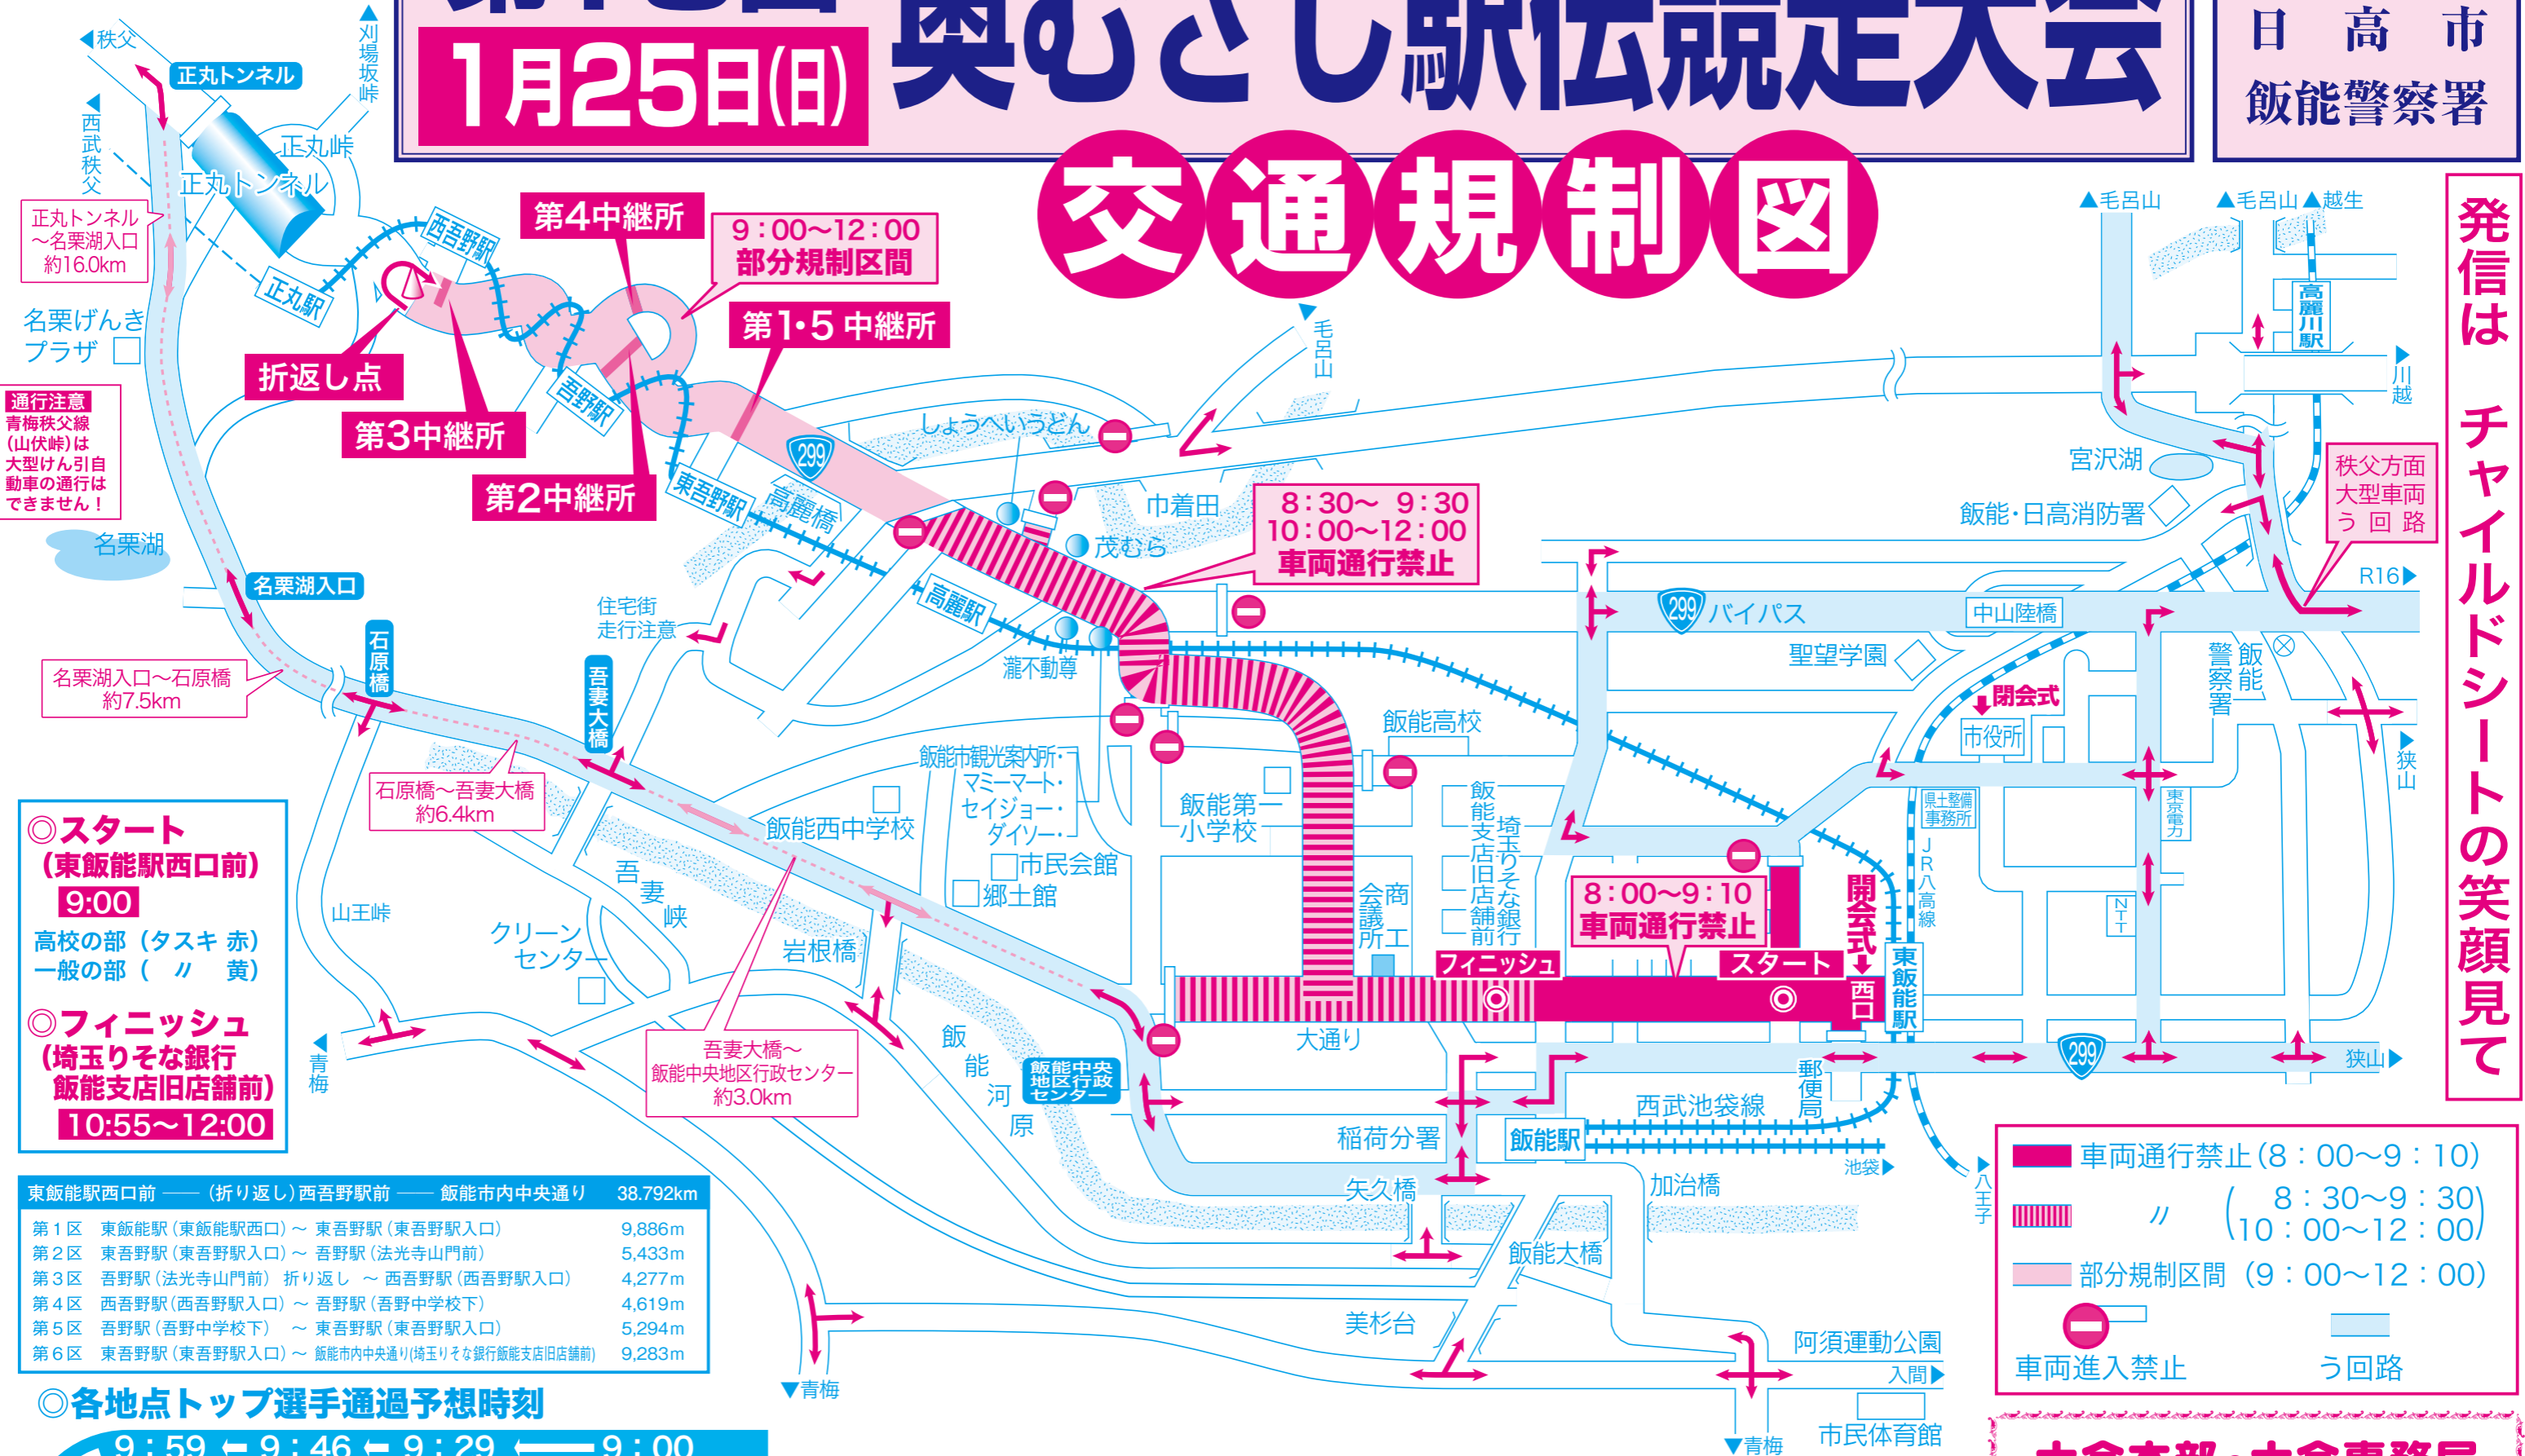 1月25日(日)
奥むさし駅伝競走大会
日高市
飯能警察署
交通規制図
発信は チャイルドシートの笑顔見て
◀秩父
▲刈場坂峠
正丸トンネル
◀西武秩父
正丸峠
正丸トンネル
正丸トンネル
～名栗湖入口
約16.0km
西吾野駅
正丸駅
第4中継所
9：00～12：00
部分規制区間
第1・5中継所
折返し点
第3中継所
第2中継所
吾野駅
名栗げんき
プラザ
通行注意
青梅秩父線
(山伏峠)は
大型けん引自
動車の通行は
できません！
名栗湖
名栗湖入口
名栗湖入口～石原橋
約7.5km
石原橋
吾妻大橋
石原橋～吾妻大橋
約6.4km
299
しょうへいうどん
▲毛呂山
東吾野駅
高麗橋
巾着田
茂むら
高麗駅
住宅街
走行注意
瀧不動尊
8：30～ 9：30
10：00～12：00
車両通行禁止
▲毛呂山
▲毛呂山
▲越生
高麗川駅
▶川越
宮沢湖
飯能・日高消防署
秩父方面
大型車両
う回路
R16▶
299バイパス
中山陸橋
聖望学園
飯能警察署
閉会式
市役所
▶狭山
県土整備
事務所
東京電力
JR八高線
NTT
飯能高校
飯能市観光案内所・
マミーマート・
セイジョー・
ダイソー・
飯能第一
小学校
飯能西中学校
市民会館
郷土館
埼玉りそな銀行
飯能支店旧店舗前
商工会議所
8：00～9：10
車両通行禁止
開会式
フィニッシュ
スタート
西口
東飯能駅
大通り
299
狭山▶
郵便局
西武池袋線
飯能駅
池袋▶
▶八王子
稲荷分署
矢久橋
加治橋
飯能大橋
美杉台
阿須運動公園
入間▶
市民体育館
▼青梅
▼青梅
◀青梅
山王峠
クリーン
センター
吾妻峡
岩根橋
飯能河原
飯能中央
地区行政
センター
吾妻大橋～
飯能中央地区行政センター
約3.0km
◎スタート
(東飯能駅西口前)
9:00
高校の部（タスキ 赤）
一般の部（ 〃 黄）
◎フィニッシュ
(埼玉りそな銀行
飯能支店旧店舗前)
10:55～12:00
東飯能駅西口前 ―― (折り返し)西吾野駅前 ―― 飯能市内中央通り 38.792km
第1区 東飯能駅(東飯能駅西口)～ 東吾野駅(東吾野駅入口) 9,886m
第2区 東吾野駅(東吾野駅入口)～ 吾野駅(法光寺山門前) 5,433m
第3区 吾野駅(法光寺山門前) 折り返し ～ 西吾野駅(西吾野駅入口) 4,277m
第4区 西吾野駅(西吾野駅入口)～ 吾野駅(吾野中学校下) 4,619m
第5区 吾野駅(吾野中学校下) ～ 東吾野駅(東吾野駅入口) 5,294m
第6区 東吾野駅(東吾野駅入口)～ 飯能市内中央通り(埼玉りそな銀行飯能支店旧店舗前) 9,283m
◎各地点トップ選手通過予想時刻
9：59 ← 9：46 ← 9：29 ← 9：00
車両通行禁止(8：00～9：10)
〃 (8：30～9：30)
(10：00～12：00)
部分規制区間(9：00～12：00)
車両進入禁止
う回路